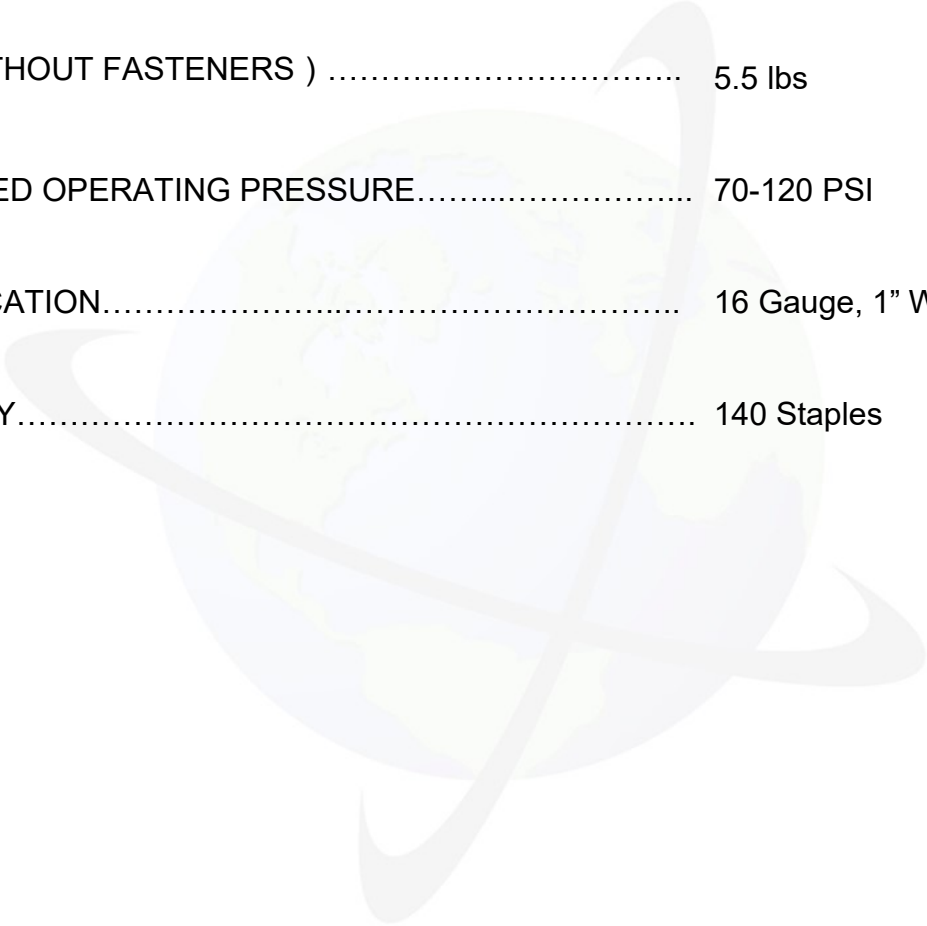 THOUT FASTENERS ) ………...………………….. 5.5 lbs
ED OPERATING PRESSURE……...……………... 70-120 PSI
CATION…………………..………………………….. 16 Gauge, 1” W
Y………………………………………………………. 140 Staples